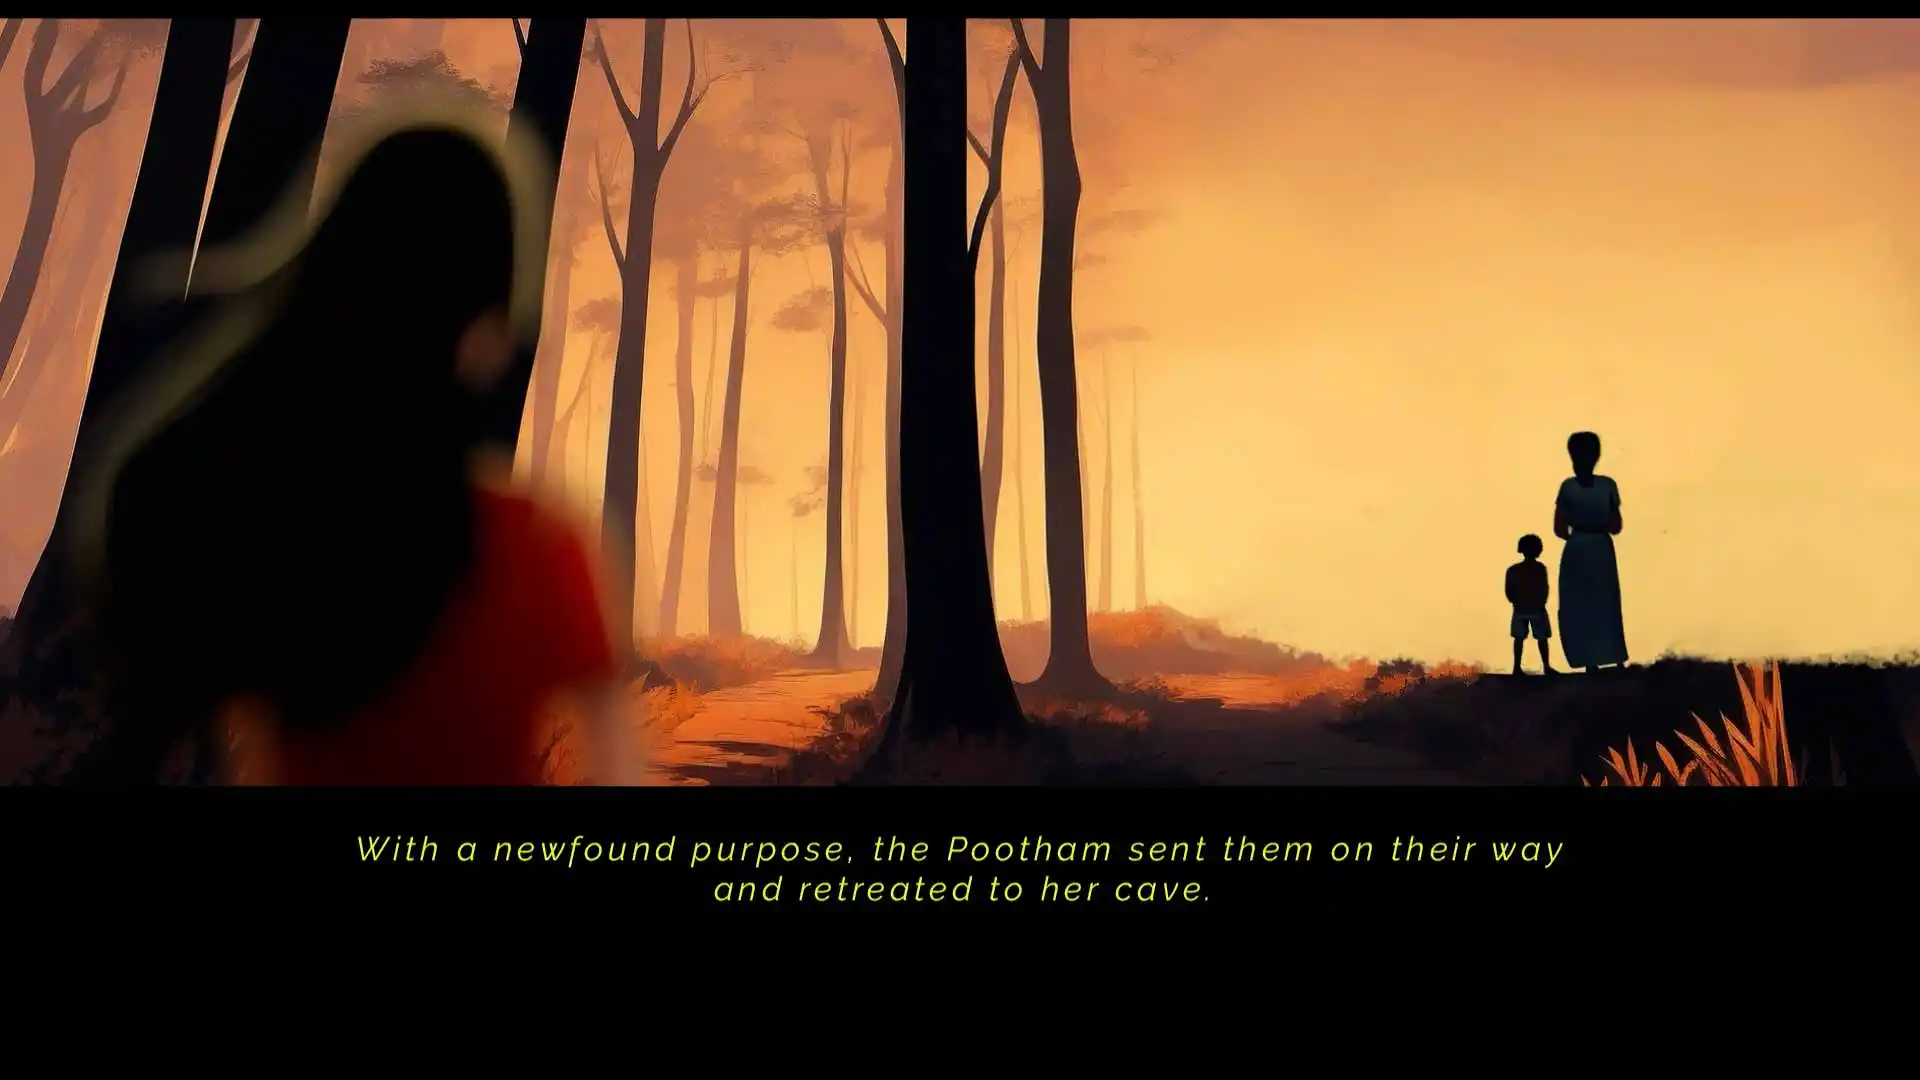 With a newfound purpose, the Pootham sent them on their way
and retreated to her cave.